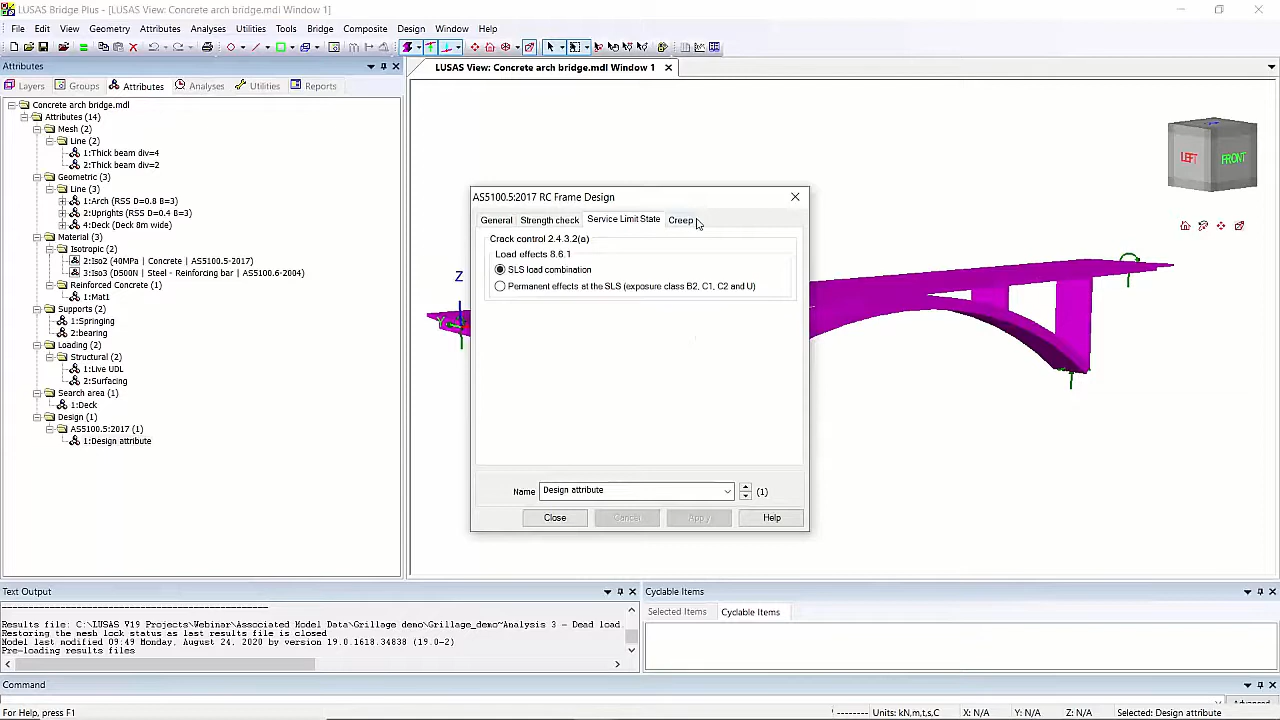 LUSAS Bridge Plus - [LUSAS View: Concrete arch bridge.mdl Window 1]
File Edit View Geometry Attributes Analyses Utilities Tools Bridge Composite Design Window Help
Attributes
Layers Groups Attributes Analyses Utilities Reports
Concrete arch bridge.mdl
Attributes (14)
Mesh (2)
Line (2)
1:Thick beam div=4
2:Thick beam div=2
Geometric (3)
Line (3)
1:Arch (RSS D=0.8 B=3)
2:Uprights (RSS D=0.4 B=3)
4:Deck (Deck 8m wide)
Material (3)
Isotropic (2)
2:Iso2 (40MPa | Concrete | AS5100.5-2017)
3:Iso3 (D500N | Steel - Reinforcing bar | AS5100.6-2004)
Reinforced Concrete (1)
1:Mat1
Supports (2)
1:Springing
2:bearing
Loading (2)
Structural (2)
1:Live UDL
2:Surfacing
Search area (1)
1:Deck
Design (1)
AS5100.5:2017 (1)
1:Design attribute
LUSAS View: Concrete arch bridge.mdl Window 1
LEFT FRONT
Z
AS5100.5:2017 RC Frame Design
General Strength check Service Limit State Creep
Crack control 2.4.3.2(a)
Load effects 8.6.1
SLS load combination
Permanent effects at the SLS (exposure class B2, C1, C2 and U)
Name Design attribute (1)
Close Cancel Apply Help
Text Output
Results file: C:\LUSAS V19 Projects\Webinar\Associated Model Data\Grillage demo\Grillage_demo~Analysis 3 - Dead load.
Restoring the mesh lock status as last results file is closed
Model last modified 09:49 Monday, August 24, 2020 by version 19.0.1618.34838 (19.0-2)
Pre-loading results files
Cyclable Items
Selected Items Cyclable Items
Command
For Help, press F1
Units: kN,m,t,s,C X: N/A Y: N/A Z: N/A Selected: Design attribute